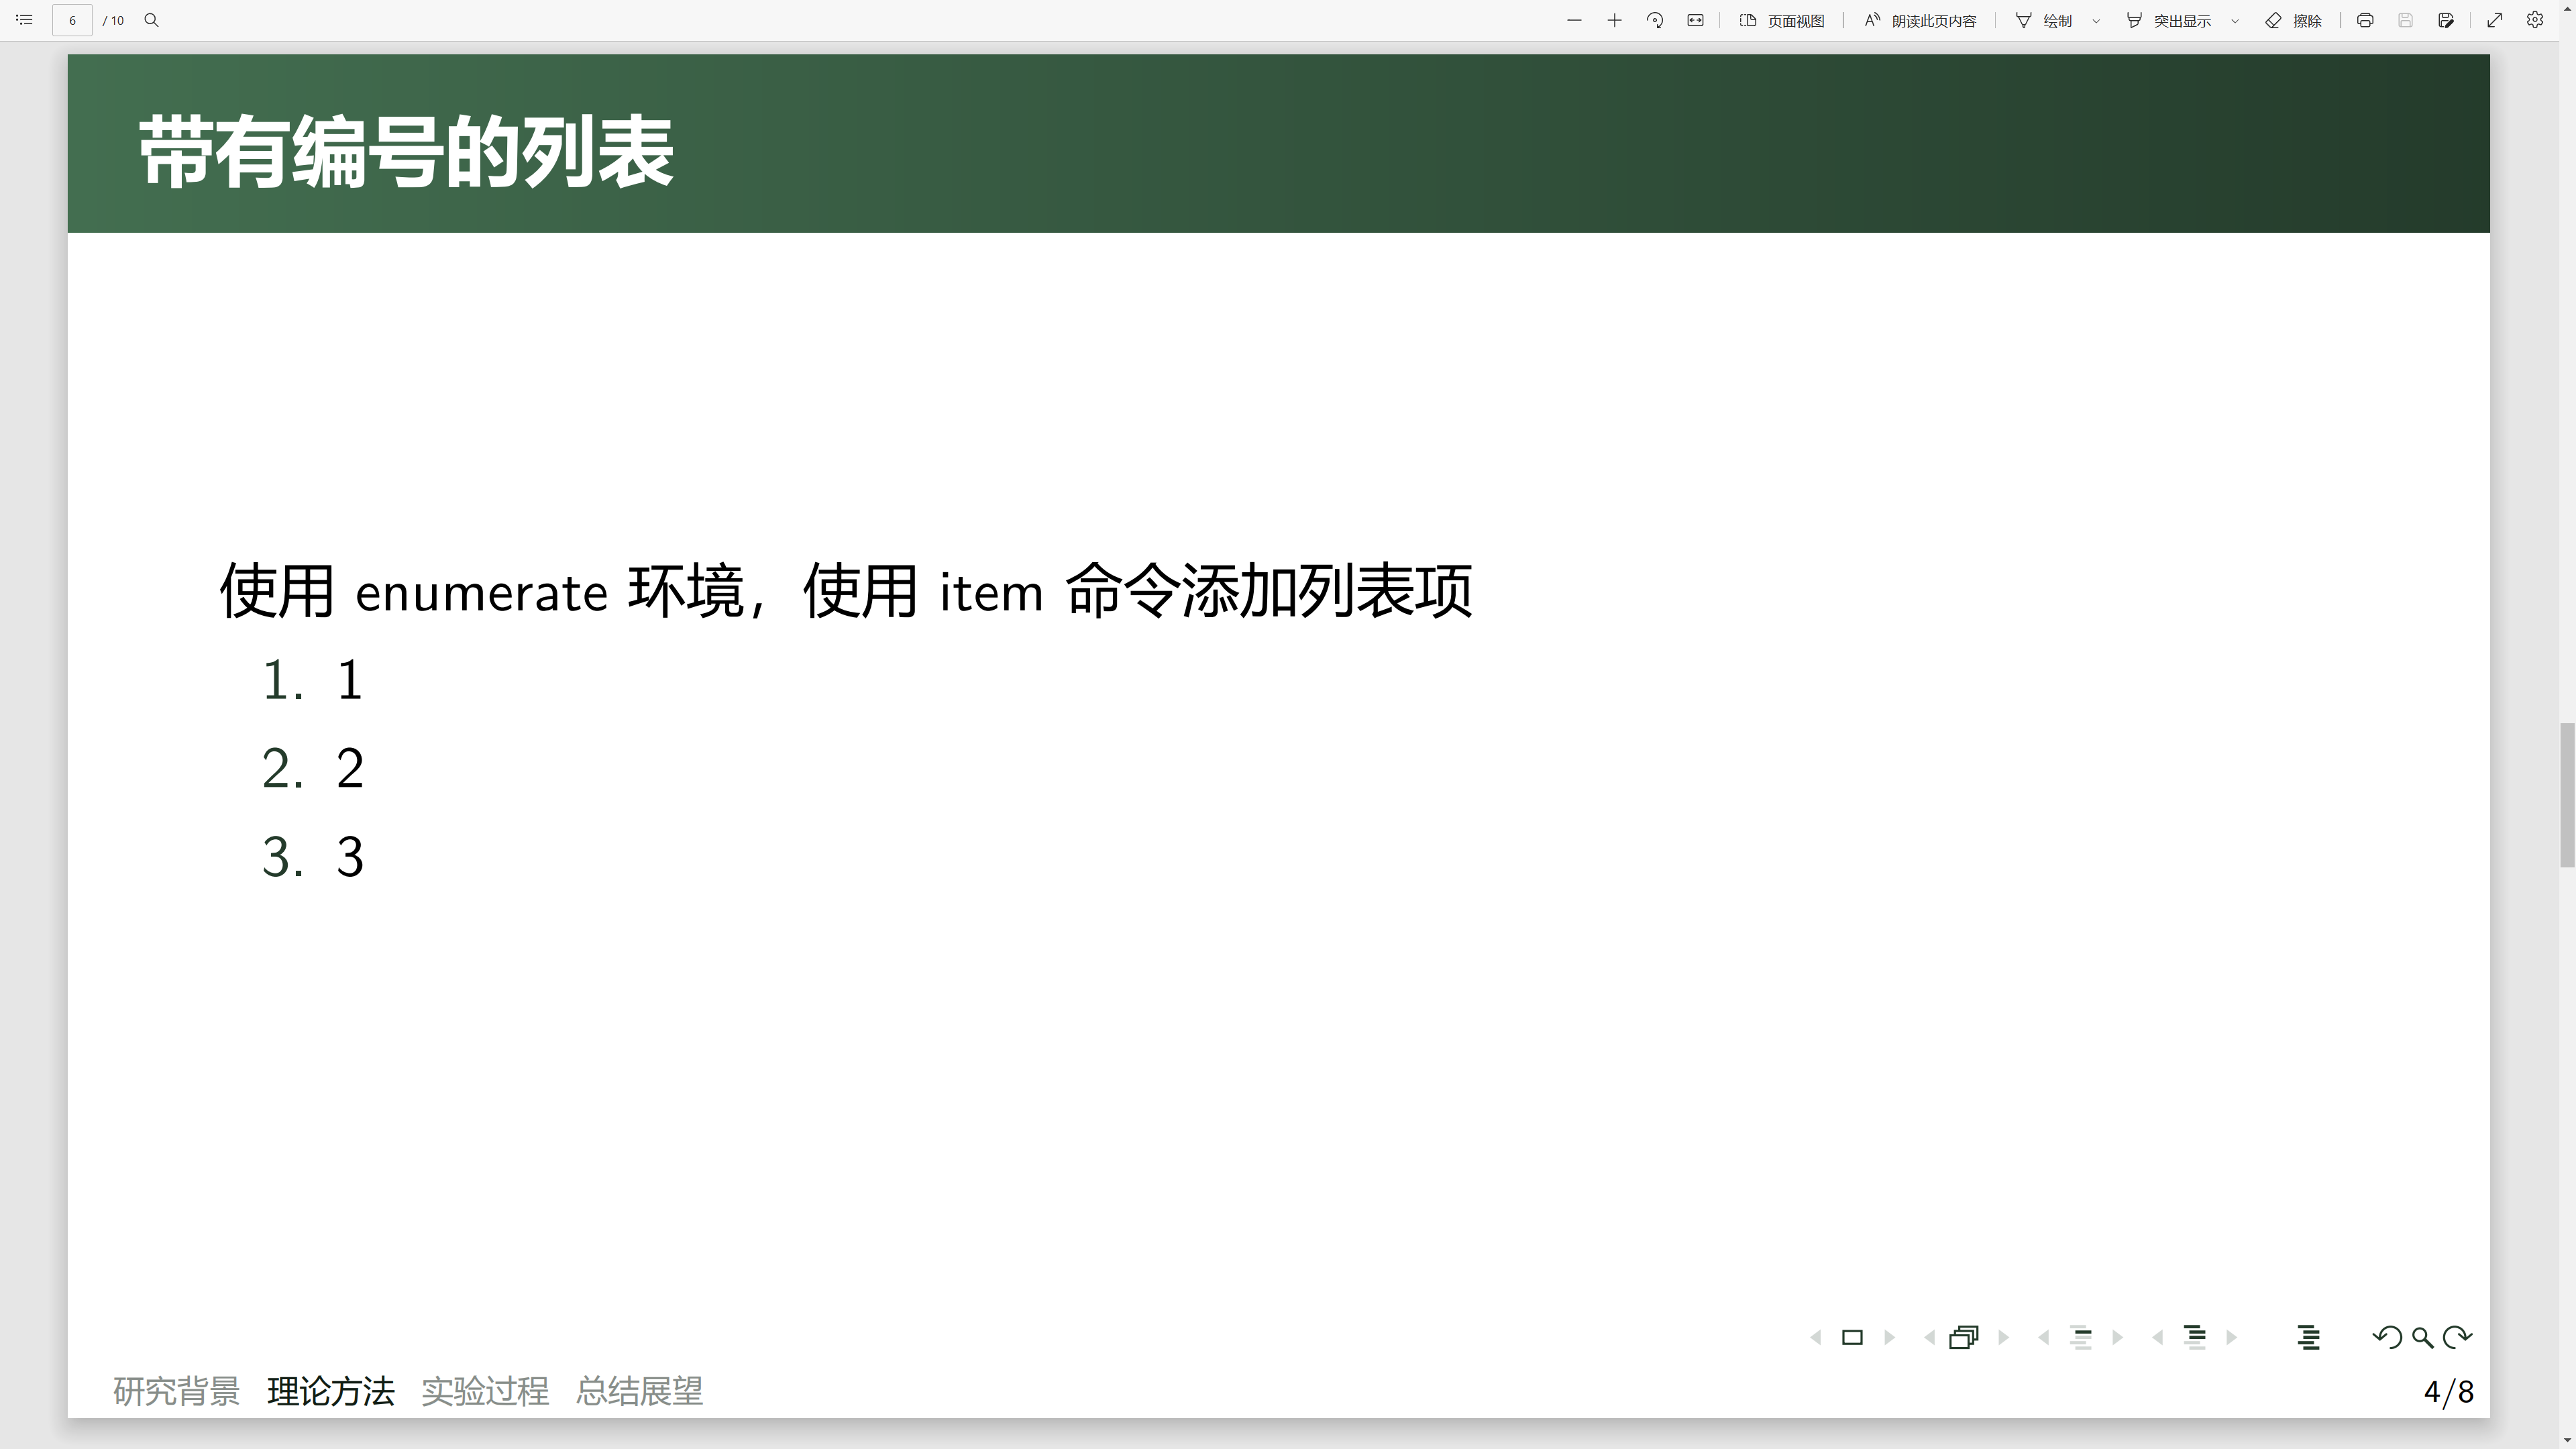 6 / 10 页面视图 朗读此页内容 绘制 突出显示 擦除
带有编号的列表
使用 enumerate 环境，使用 item 命令添加列表项
1. 1
2. 2
3. 3
研究背景 理论方法 实验过程 总结展望 4/8